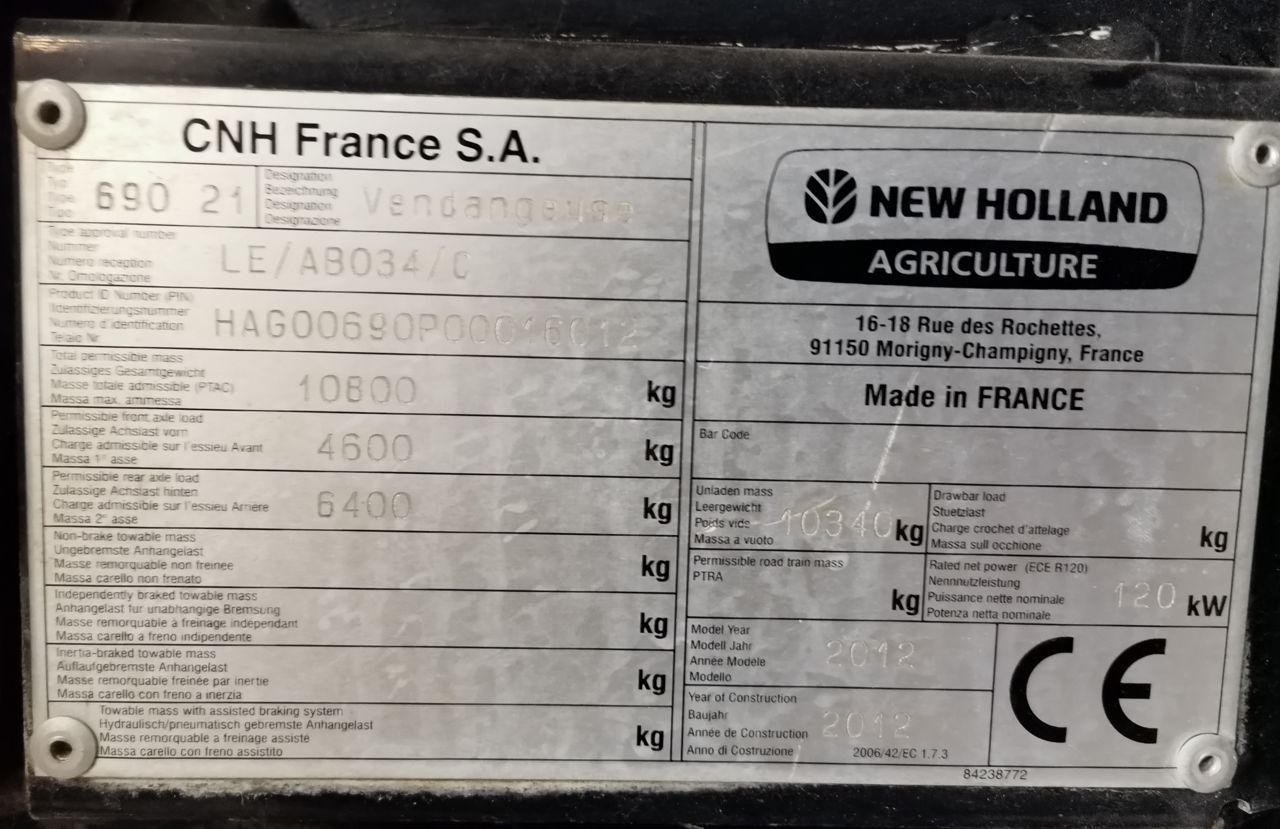 CNH France S.A.
Type
Typ
Type
Tipo
690 21
Designation
Bezeichnung
Designation
Designazione
Vendangeuse
Type approval number
Nummer
Numero reception
Nr. Omologazione
LE/AB034/C
Product ID Number (PIN)
Identifizierungsnummer
Numero d'identification
Telaio Nr.
Total permissible mass
Zulässiges Gesamtgewicht
Masse totale admissible (PTAC)
Massa max. ammessa
10800 kg
Permissible front axle load
Zulässige Achslast vorn
Charge admissible sur l'essieu Avant
Massa 1° asse
4600 kg
Permissible rear axle load
Zulässige Achslast hinten
Charge admissible sur l'essieu Arrière
Massa 2° asse
6400 kg
Non-brake towable mass
Ungebremste Anhangelast
Masse remorquable non freinée
Massa carello non frenato
kg
Independently braked towable mass
Anhangelast fur unabhangige Bremsung
Masse remorquable à freinage independant
Massa carello a freno indipendente
kg
Inertia-braked towable mass
Auflaufgebremste Anhangelast
Masse remorquable freinée par inertie
Massa carello con freno a inerzia
kg
Towable mass with assisted braking system
Hydraulisch/pneumatisch gebremste Anhangelast
Masse remorquable a freinage assisté
Massa carello con freno assistito
kg
NEW HOLLAND
AGRICULTURE
16-18 Rue des Rochettes,
91150 Morigny-Champigny, France
Made in FRANCE
Bar Code
Unladen mass
Leergewicht
Poids vide
Massa a vuoto
10340 kg
Drawbar load
Stuetzlast
Charge crochet d'attelage
Massa sull occhione
kg
Permissible road train mass
PTRA
kg
Rated net power (ECE R120)
Nennnutzleistung
Puissance nette nominale
Potenza netta nominale
120 kW
Model Year
Modell Jahr
Année Modele
Modello
2012
Year of Construction
Baujahr
Année de Construction
Anno di Costruzione
2012
2006/42/EC 1.7.3
CE
84238772